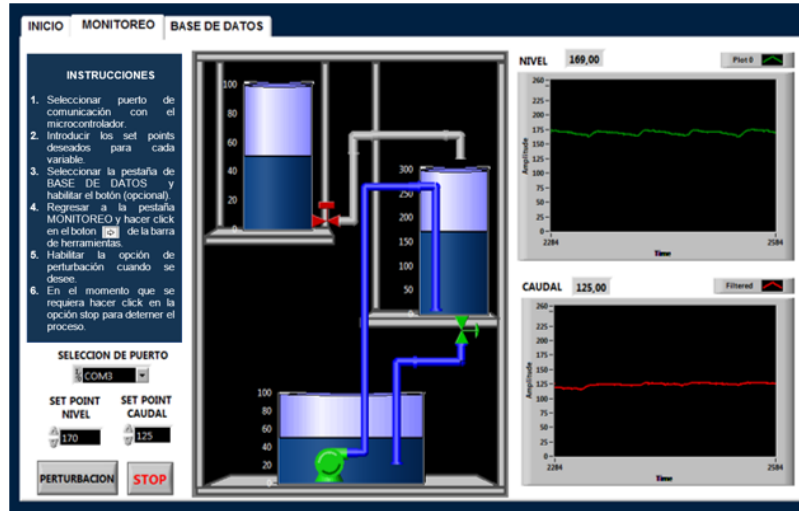 INICIO
MONITOREO
BASE DE DATOS
INSTRUCCIONES
1. Seleccionar puerto de
comunicación con el
microcontrolador.
2. Introducir los set points
deseados para cada
variable.
3. Seleccionar la pestaña de
BASE DE DATOS y
habilitar el botón (opcional).
4. Regresar a la pestaña
MONITOREO y hacer click
en el boton de la barra
de herramientas.
5. Habilitar la opción de
perturbación cuando se
desee.
6. En el momento que se
requiera hacer click en la
opción stop para deterner el
proceso.
SELECCION DE PUERTO
COM3
SET POINT
NIVEL
170
SET POINT
CAUDAL
125
PERTURBACION
STOP
100
80
60
40
20
0
300
250
200
150
100
50
0
100
80
60
40
20
0
NIVEL
169,00
Plot 0
260
225
200
175
150
125
100
75
50
25
0
Amplitude
2284
2584
Time
CAUDAL
125,00
Filtered
260
225
200
175
150
125
100
75
50
25
0
Amplitude
2284
2584
Time